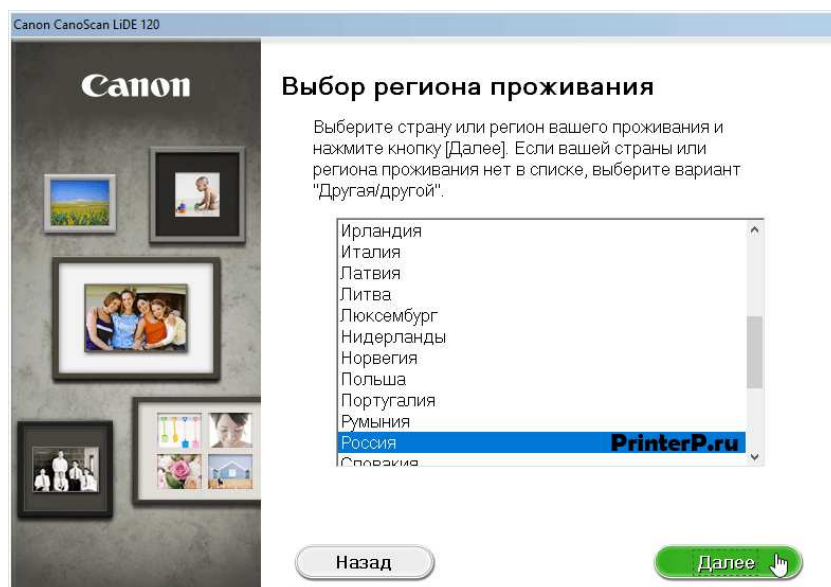 Canon CanoScan LiDE 120
Canon
Выбор региона проживания
Выберите страну или регион вашего проживания и
нажмите кнопку [Далее]. Если вашей страны или
региона проживания нет в списке, выберите вариант
"Другая/другой".
Ирландия
Италия
Латвия
Литва
Люксембург
Нидерланды
Норвегия
Польша
Португалия
Румыния
Россия PrinterP.ru
Словакия
Назад Далее